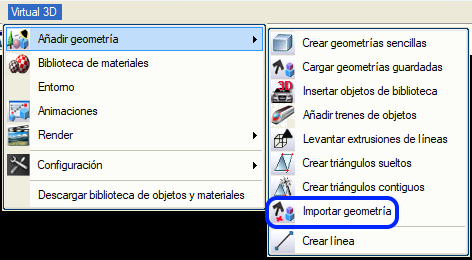 Virtual 3D
Añadir geometría
Biblioteca de materiales
Entorno
Animaciones
Render
Configuración
Descargar biblioteca de objetos y materiales
Crear geometrías sencillas
Cargar geometrías guardadas
3D
Insertar objetos de biblioteca
Añadir trenes de objetos
Levantar extrusiones de líneas
Crear triángulos sueltos
Crear triángulos contiguos
Importar geometría
Crear línea